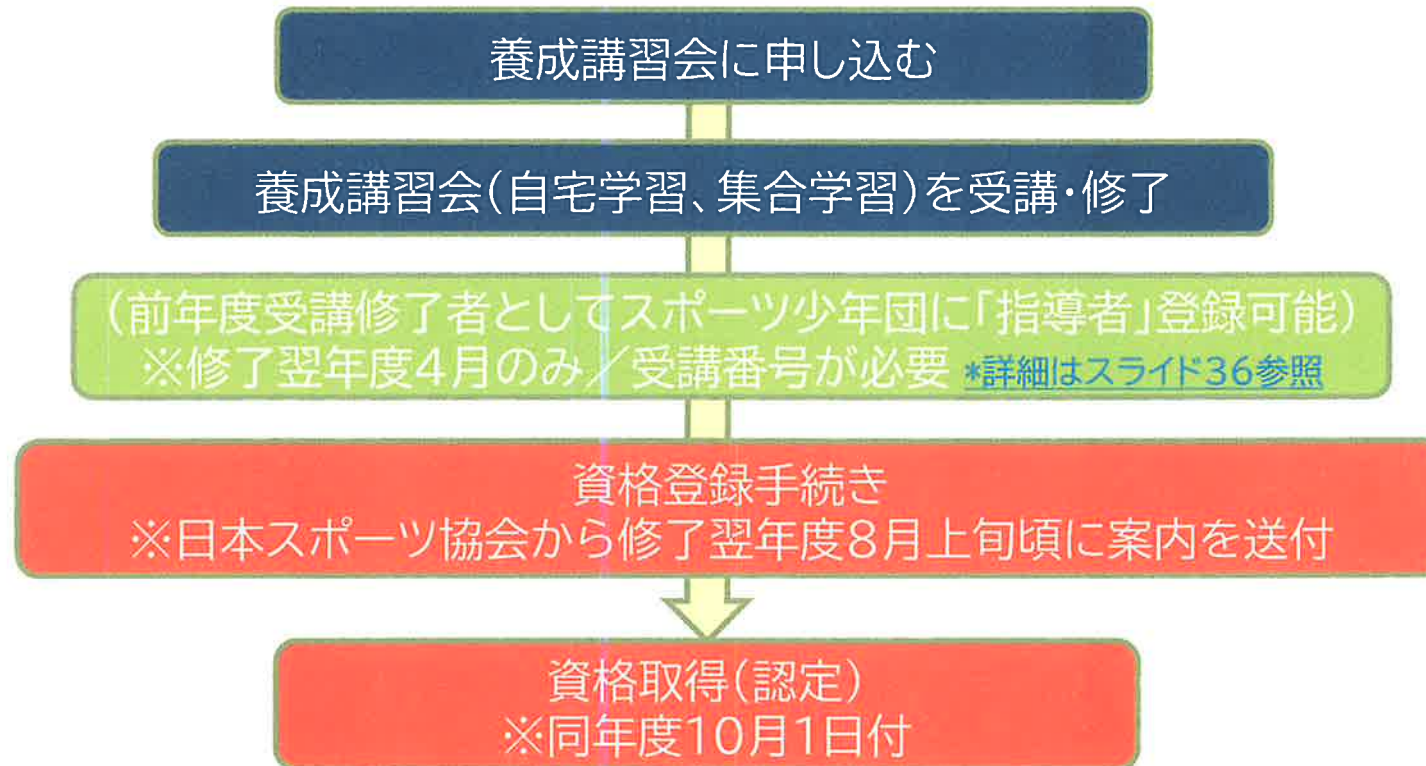 養成講習会に申し込む
養成講習会(自宅学習、集合学習)を受講・修了
(前年度受講修了者としてスポーツ少年団に「指導者」登録可能)
※修了翌年度4月のみ/受講番号が必要 *詳細はスライド36参照
資格登録手続き
※日本スポーツ協会から修了翌年度8月上旬頃に案内を送付
資格取得(認定)
※同年度10月1日付